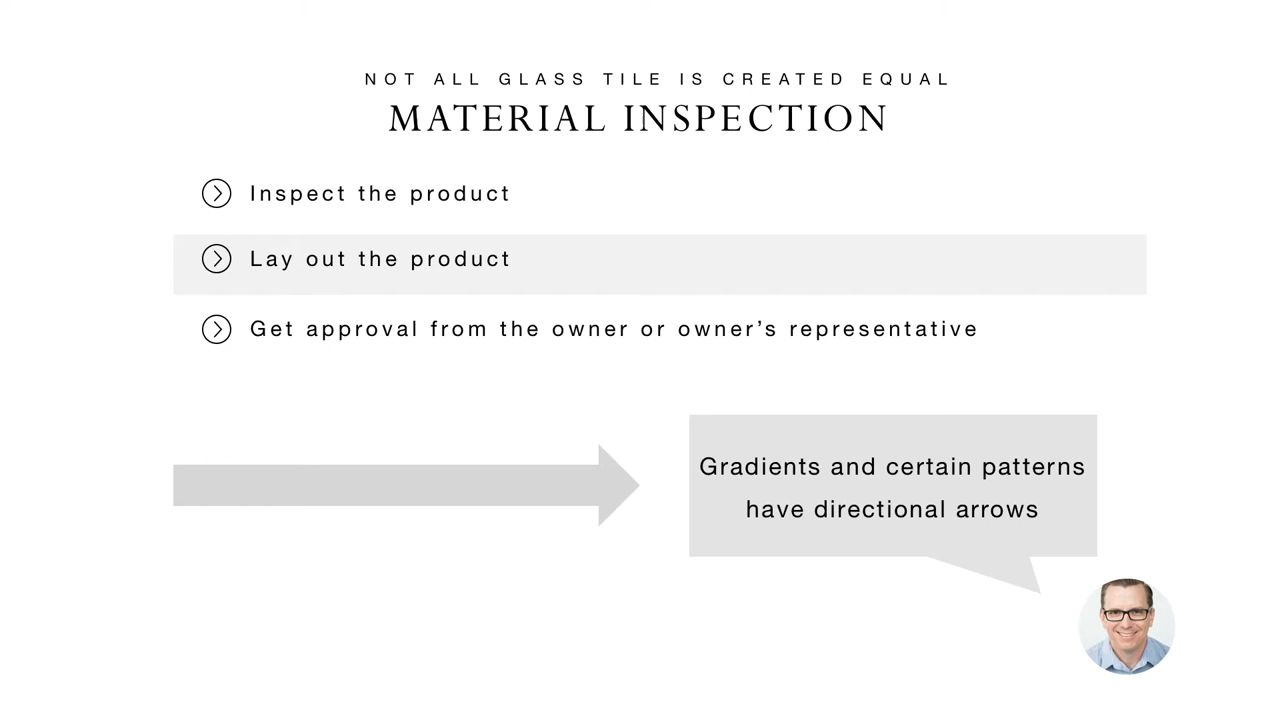 NOT ALL GLASS TILE IS CREATED EQUAL
MATERIAL INSPECTION
Inspect the product
Lay out the product
Get approval from the owner or owner’s representative
Gradients and certain patterns
have directional arrows